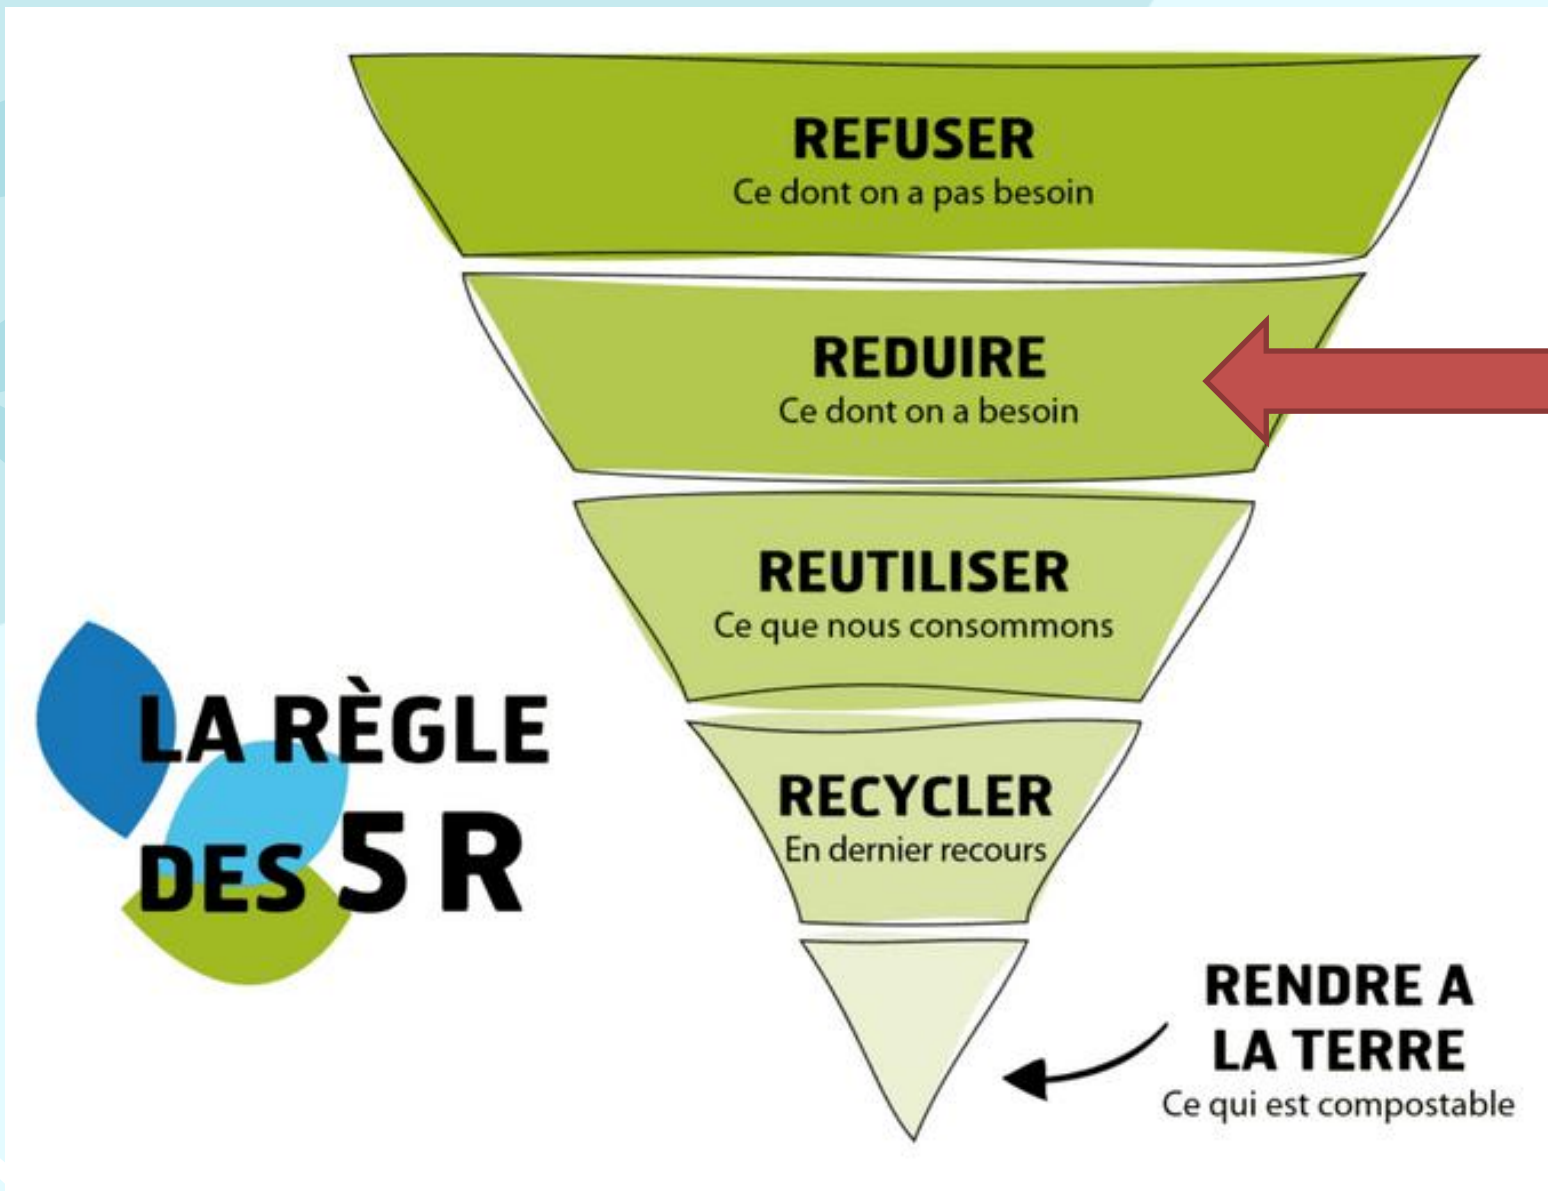 REFUSER
Ce dont on a pas besoin
REDUIRE
Ce dont on a besoin
REUTILISER
Ce que nous consommons
LA RÈGLE
DES 5 R
RECYCLER
En dernier recours
RENDRE A
LA TERRE
Ce qui est compostable